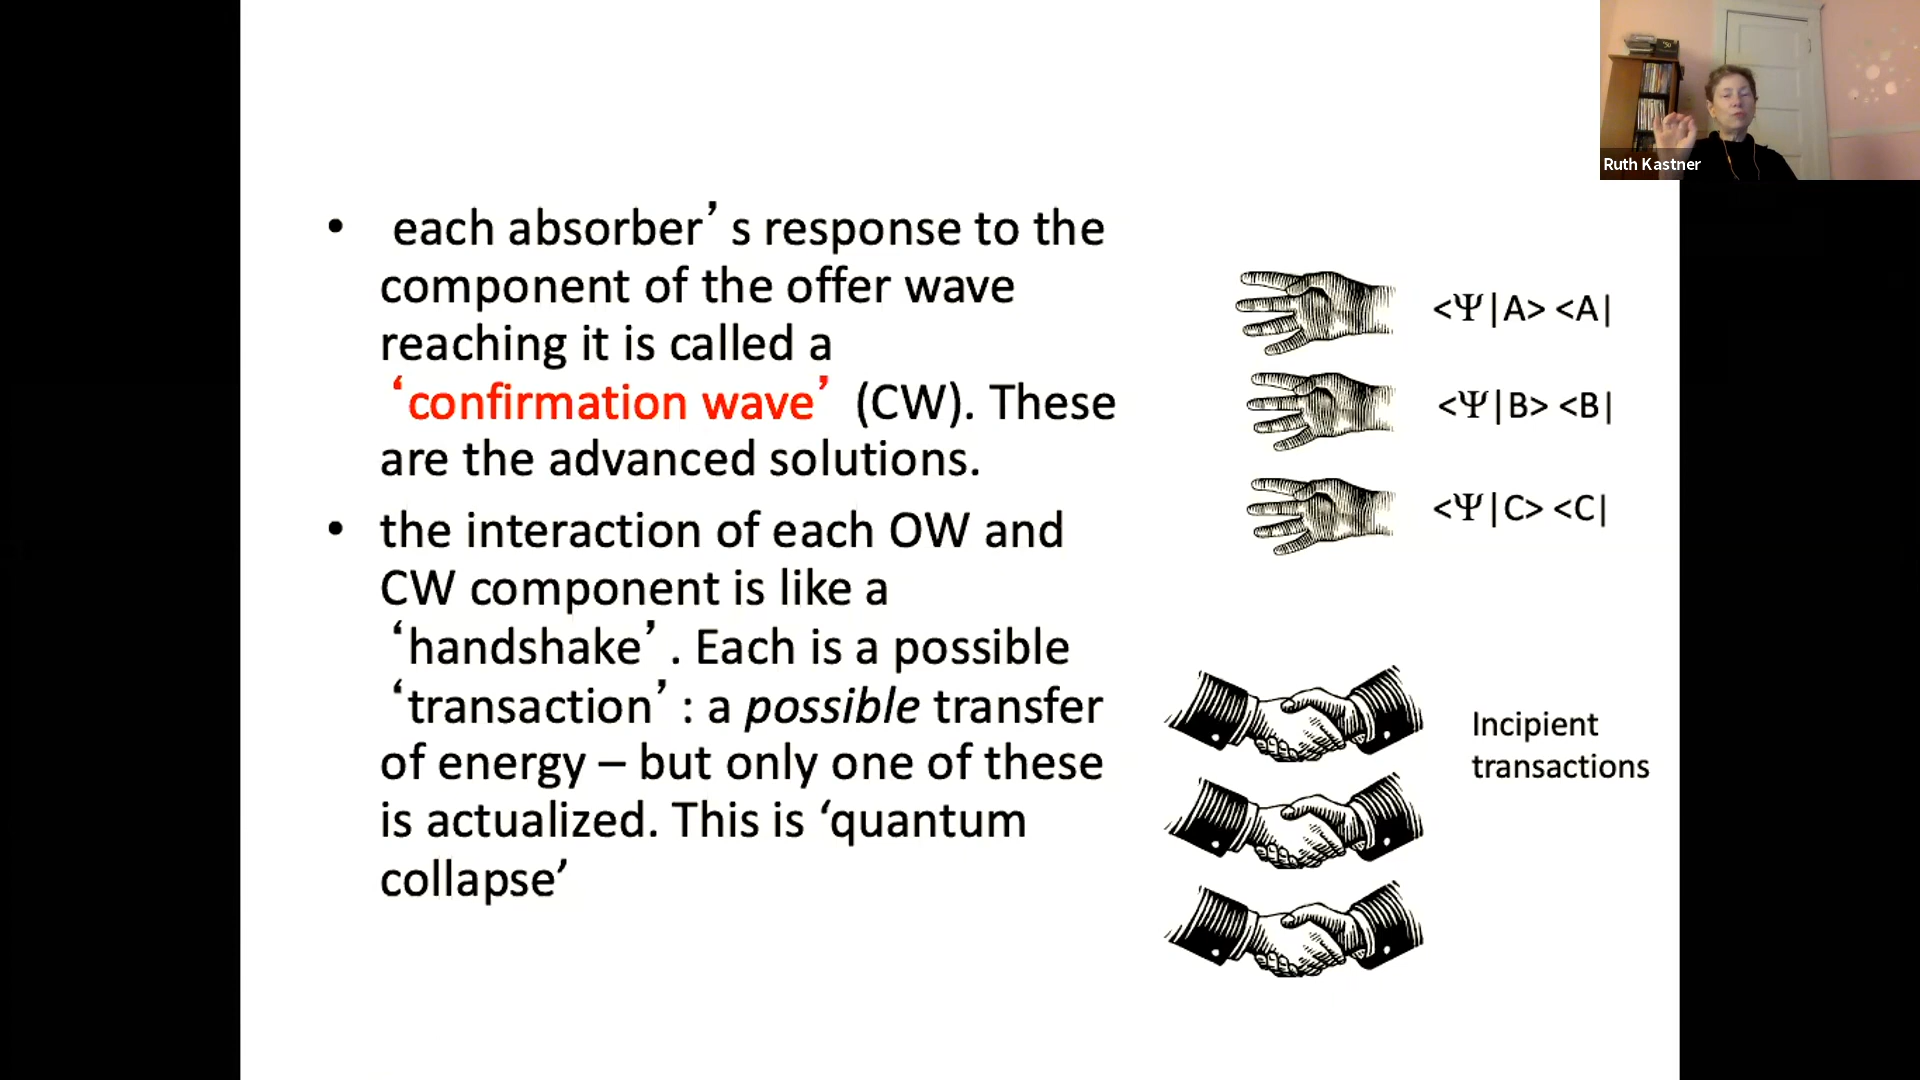 Ruth Kastner
• each absorber’s response to the
component of the offer wave
reaching it is called a
‘confirmation wave’ (CW). These
are the advanced solutions.
• the interaction of each OW and
CW component is like a
‘handshake’. Each is a possible
‘transaction’: a possible transfer
of energy – but only one of these
is actualized. This is ‘quantum
collapse’
<Ψ|A> <A|
<Ψ|B> <B|
<Ψ|C> <C|
Incipient
transactions